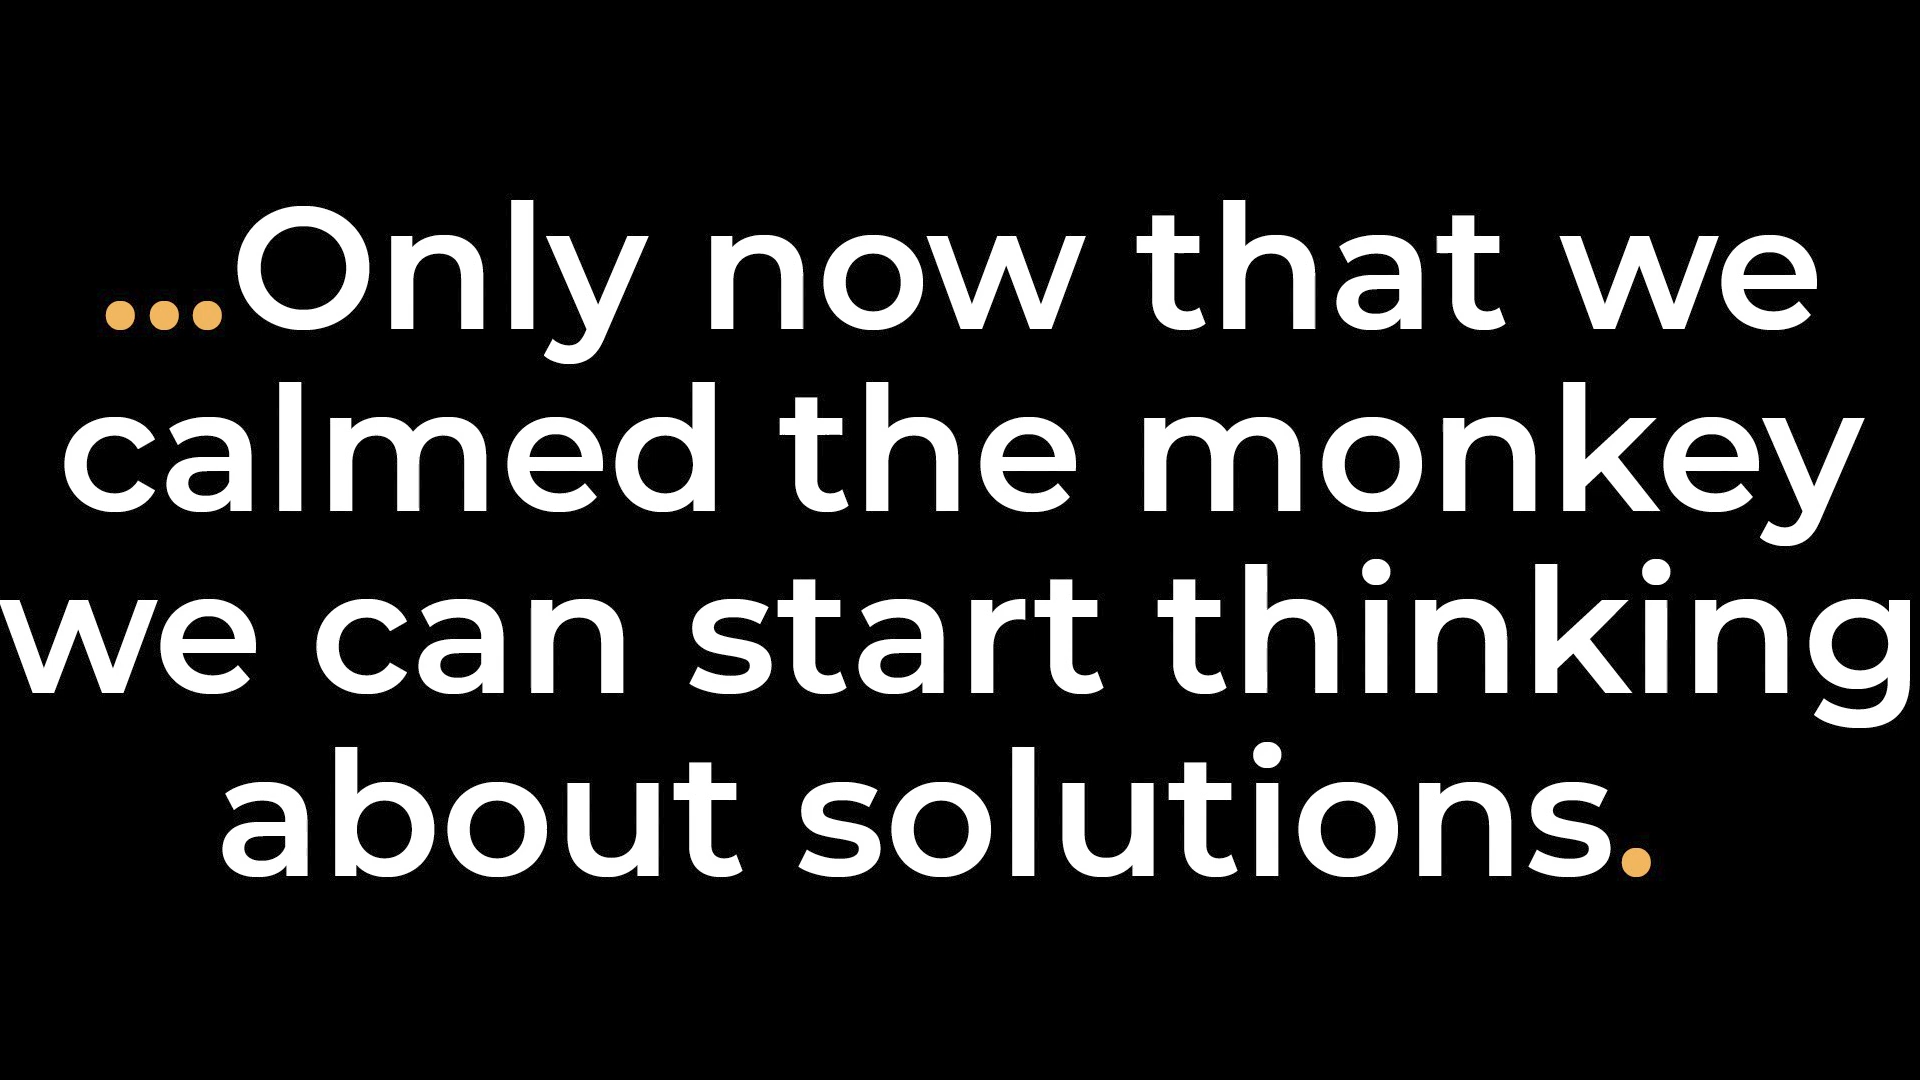 ...Only now that we
calmed the monkey
we can start thinking
about solutions.